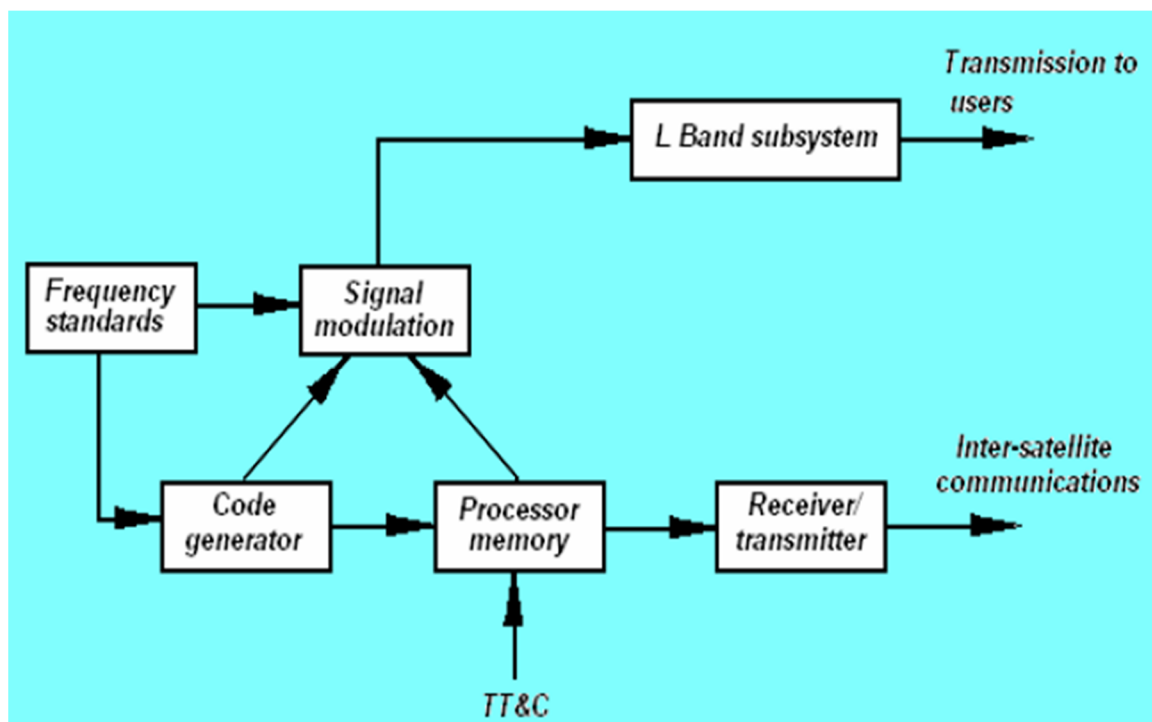 Transmission to
users
L Band subsystem
Frequency
standards
Signal
modulation
Inter-satellite
communications
Code
generator
Processor
memory
Receiver/
transmitter
TT&C